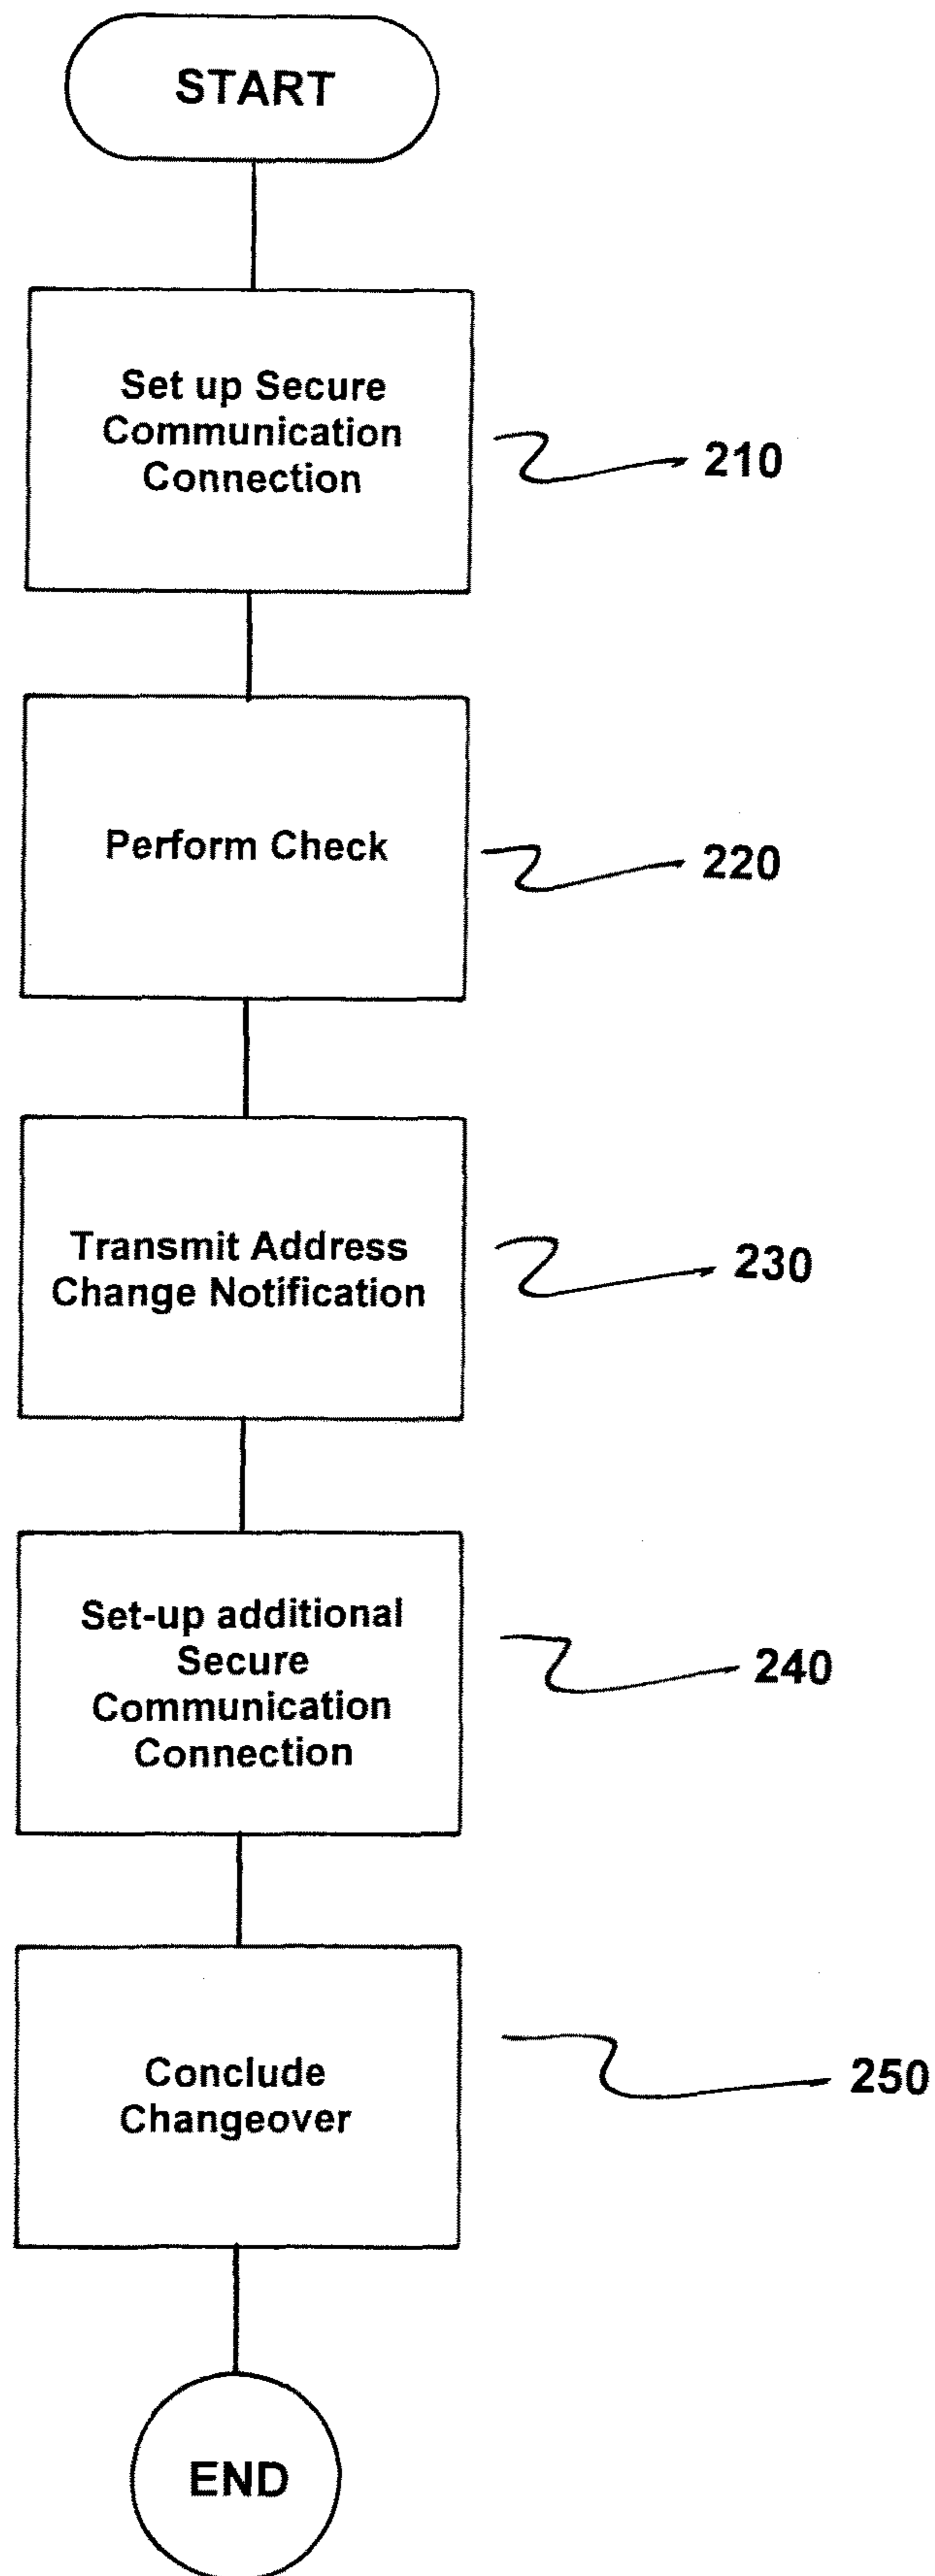 START
Set up Secure
Communication
Connection
210
Perform Check
220
Transmit Address
Change Notification
230
Set-up additional
Secure
Communication
Connection
240
Conclude
Changeover
250
END